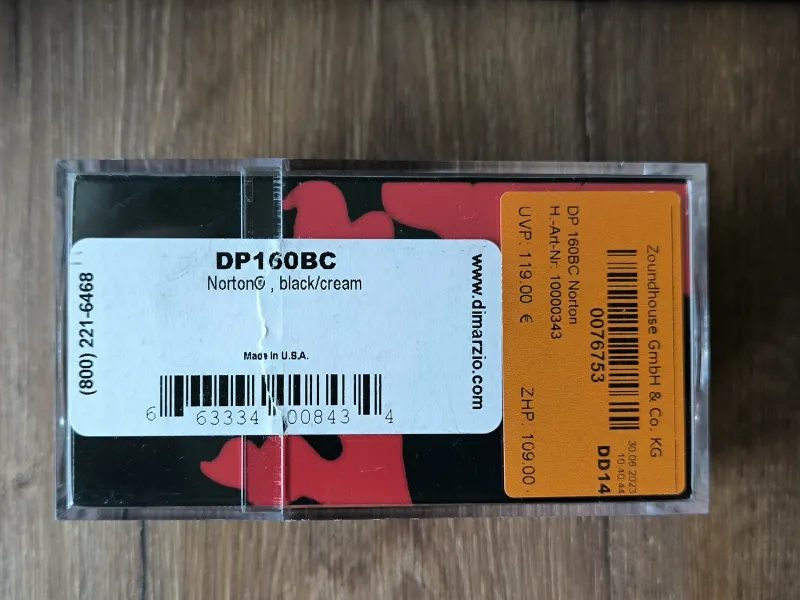 DP160BC
Norton© , black/cream
Made in U.S.A.
6 63334 00843 4
(800) 221-6468
www.dimarzio.com
Zoundhouse GmbH & Co. KG
0076753
DP 160BC Norton
H.-Art-Nr: 10000343
UVP: 119.00 € ZHP: 109.00
30.06.2023
10:40:44
DD14